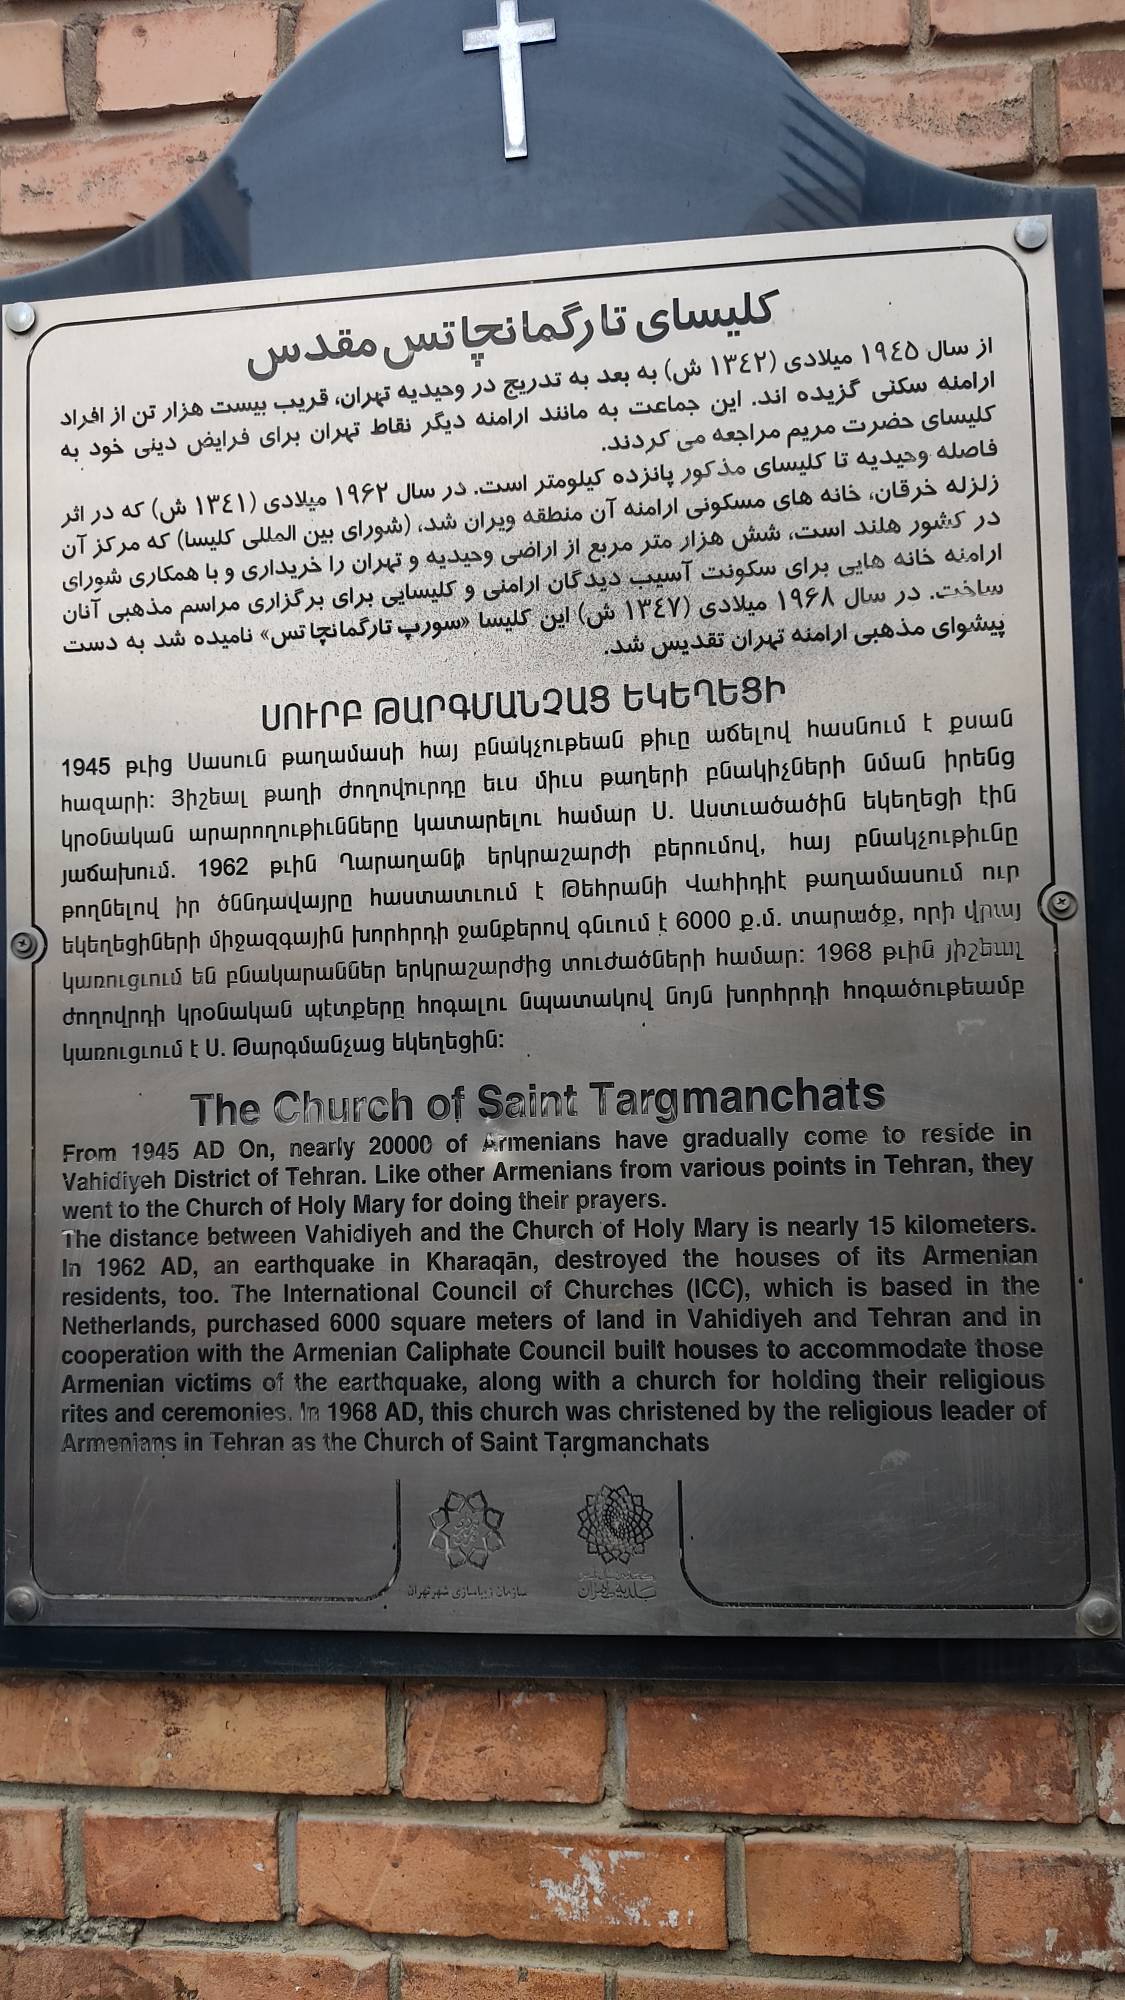 کلیسای تارگمانچاتس مقدس
از سال ۱۹٤۵ میلادی (۱۳٤۲ ش) به بعد به تدریج در وحیدیه تهران، قریب بیست هزار تن از افراد
ارامنه سکنی گزیده اند. این جماعت به مانند ارامنه دیگر نقاط تهران برای فرایض دینی خود به
کلیسای حضرت مریم مراجعه می کردند.
فاصله وحیدیه تا کلیسای مذکور پانزده کیلومتر است. در سال ۱۹۶۲ میلادی (۱۳٤۱ ش) که در اثر
زلزله خرقان، خانه های مسکونی ارامنه آن منطقه ویران شد، (شورای بین المللی کلیسا) که مرکز آن
در کشور هلند است، شش هزار متر مربع از اراضی وحیدیه و تهران را خریداری و با همکاری شورای
ارامنه خانه هایی برای سکونت آسیب دیدگان ارامنی و کلیسایی برای برگزاری مراسم مذهبی آنان
ساخت. در سال ۱۹۶۸ میلادی (۱۳٤۷ ش) این کلیسا «سورپ تارگمانچاتس» نامیده شد به دست
پیشوای مذهبی ارامنه تهران تقدیس شد.
ՍՈՒՐԲ ԹԱՐԳՄԱՆՉԱՑ ԵԿԵՂԵՑԻ
1945 թւից Սասուն թաղամասի հայ բնակչութեան թիւը աճելով հասնում է քսան
հազարի: Յիշեալ թաղի ժողովուրդը եւս միւս թաղերի բնակիչների նման իրենց
կրօնական արարողութիւնները կատարելու համար Ս. Աստւածածին եկեղեցի էին
յաճախում. 1962 թւին Ղարաղանի երկրաշարժի բերումով, հայ բնակչութիւնը
թողնելով իր ծննդավայրը հաստատւում է Թեհրանի Վահիդիէ թաղամասում ուր
եկեղեցիների միջազգային խորհրդի ջանքերով գնւում է 6000 ք.մ. տարածք, որի վրայ
կառուցւում են բնակարաններ երկրաշարժից տուժածների համար: 1968 թւին յիշեալ
ժողովրդի կրօնական պէտքերը հոգալու նպատակով նոյն խորհրդի հոգածութեամբ
կառուցւում է Ս. Թարգմանչաց եկեղեցին:
The Church of Saint Targmanchats
From 1945 AD On, nearly 20000 of Armenians have gradually come to reside in
Vahidiyeh District of Tehran. Like other Armenians from various points in Tehran, they
went to the Church of Holy Mary for doing their prayers.
The distance between Vahidiyeh and the Church of Holy Mary is nearly 15 kilometers.
In 1962 AD, an earthquake in Kharaqān, destroyed the houses of its Armenian
residents, too. The International Council of Churches (ICC), which is based in the
Netherlands, purchased 6000 square meters of land in Vahidiyeh and Tehran and in
cooperation with the Armenian Caliphate Council built houses to accommodate those
Armenian victims of the earthquake, along with a church for holding their religious
rites and ceremonies. In 1968 AD, this church was christened by the religious leader of
Armenians in Tehran as the Church of Saint Targmanchats
سازمان زیباسازی شهر تهران
بلدیه طهران